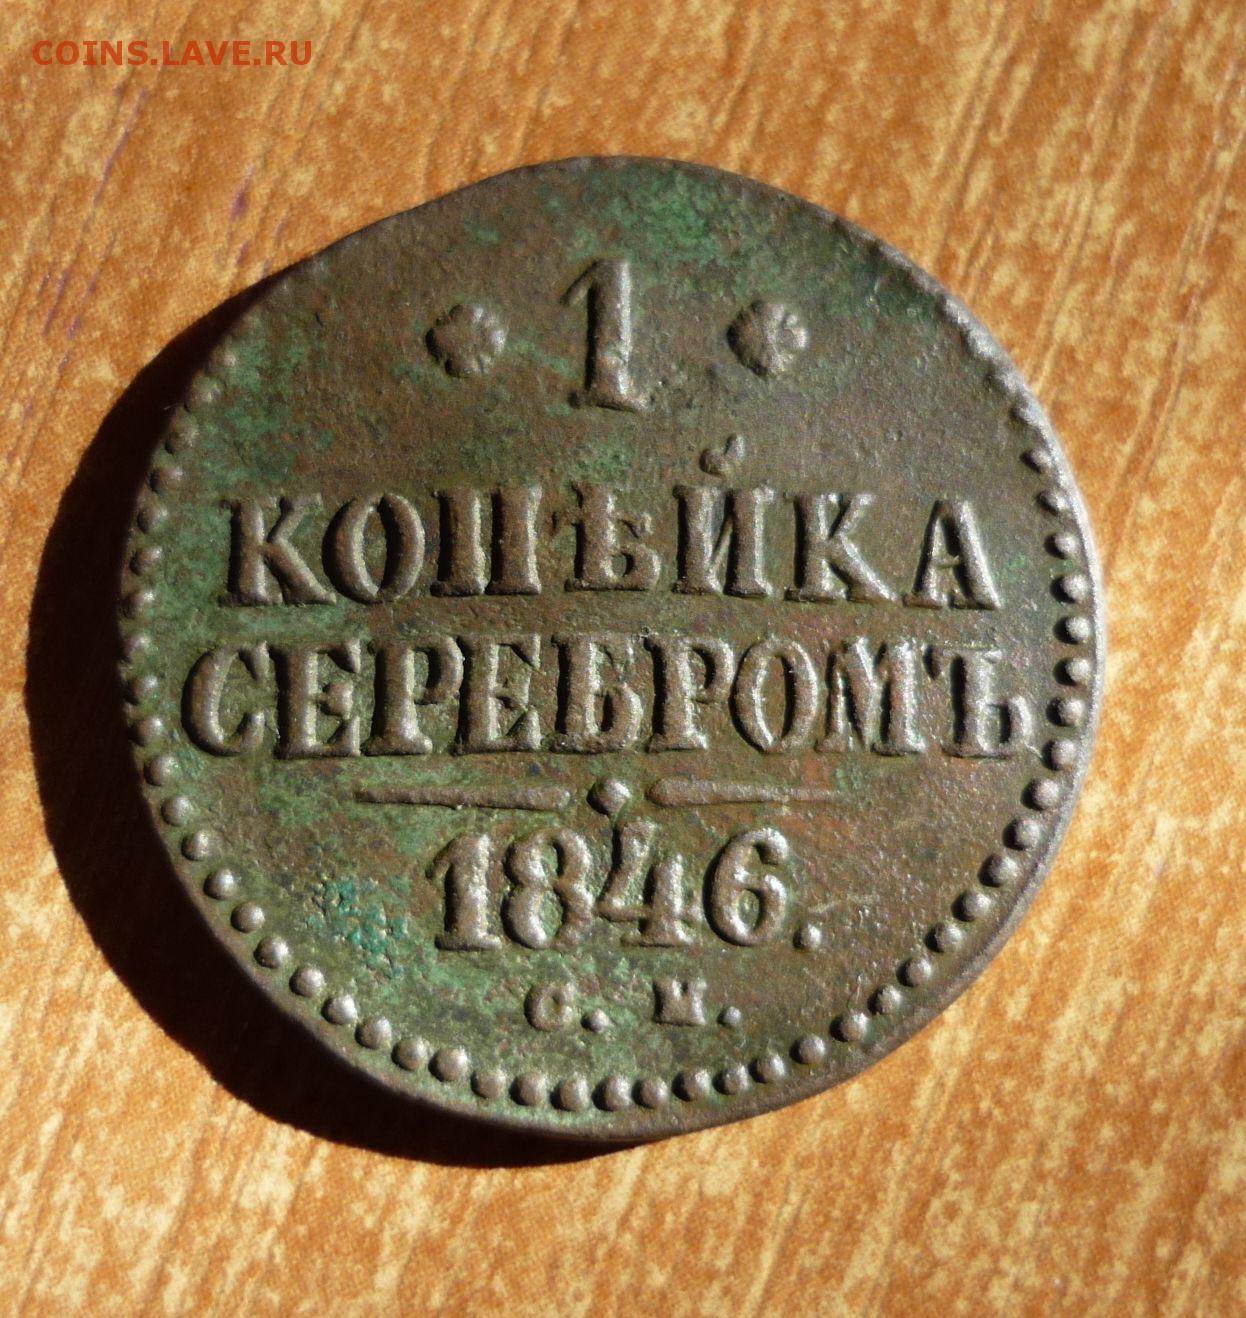 COINS.LAVE.RU
1
КОПѢЙКА
СЕРЕБРОМЪ
1846.
С. М.